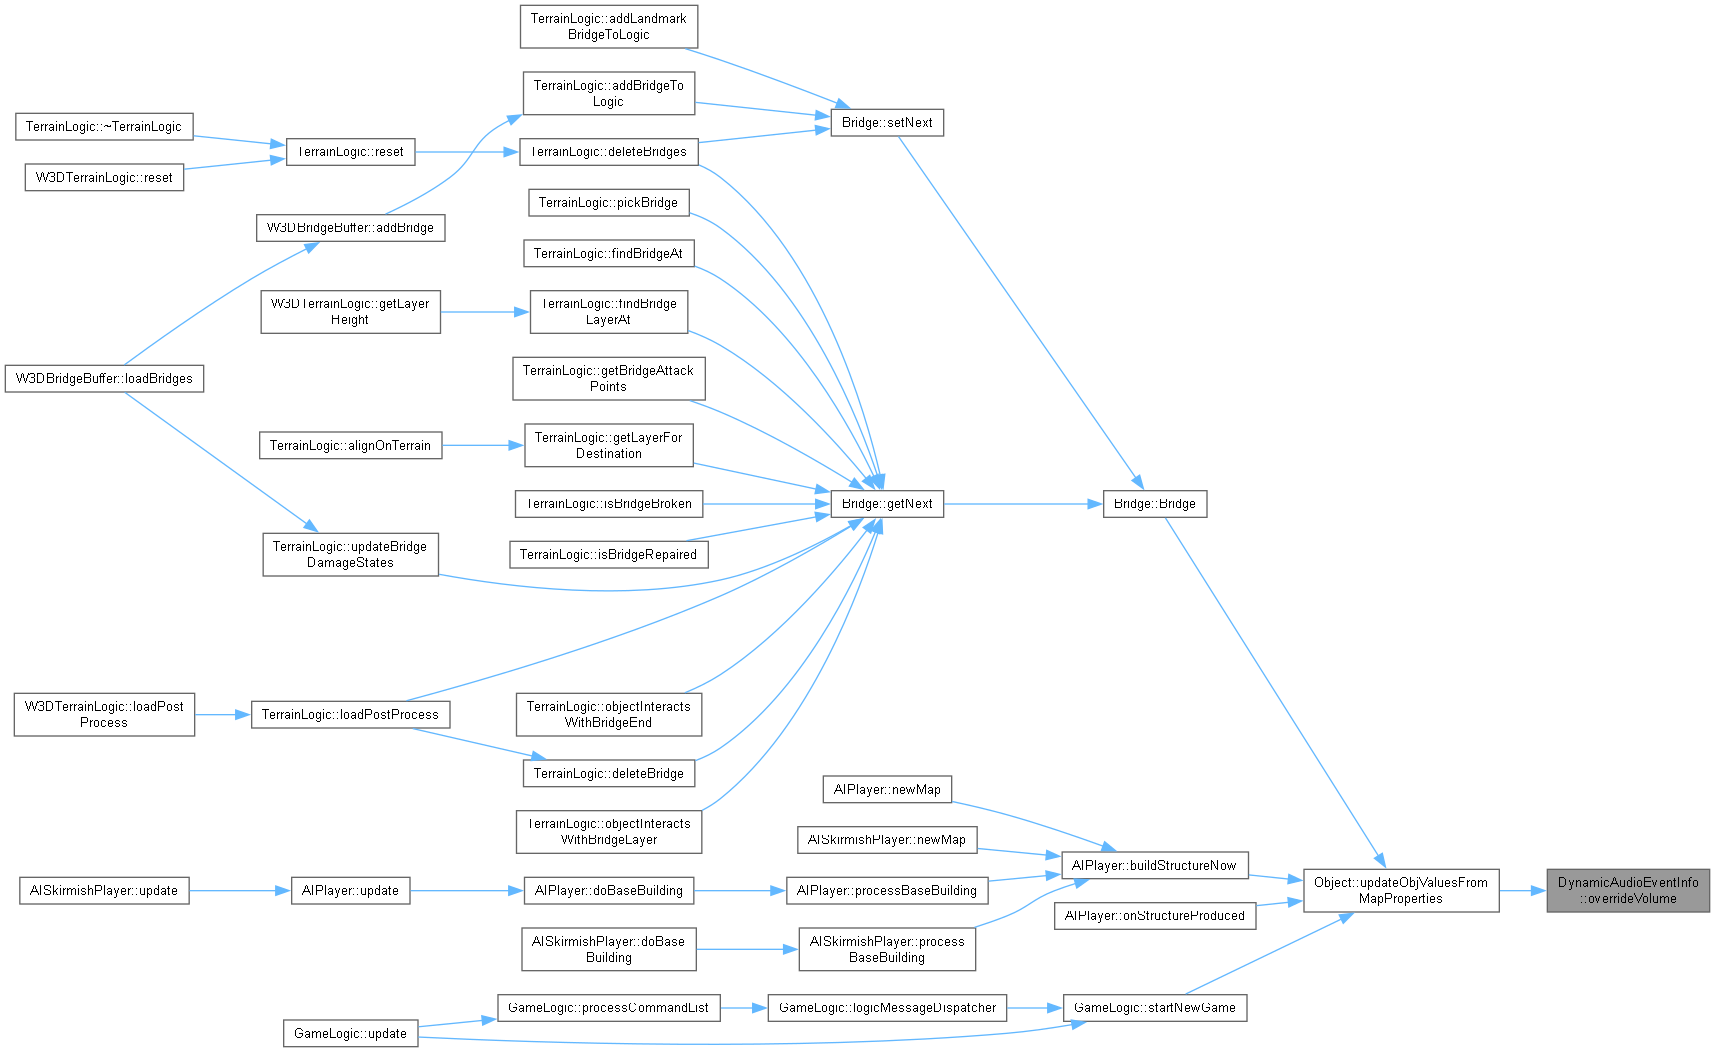 TerrainLogic::addLandmark
BridgeToLogic
TerrainLogic::addBridgeTo
Logic
Bridge::setNext
TerrainLogic::~TerrainLogic
TerrainLogic::reset
TerrainLogic::deleteBridges
W3DTerrainLogic::reset
TerrainLogic::pickBridge
W3DBridgeBuffer::addBridge
TerrainLogic::findBridgeAt
W3DTerrainLogic::getLayer
Height
TerrainLogic::findBridge
LayerAt
W3DBridgeBuffer::loadBridges
TerrainLogic::getBridgeAttack
Points
TerrainLogic::alignOnTerrain
TerrainLogic::getLayerFor
Destination
TerrainLogic::isBridgeBroken
Bridge::getNext
Bridge::Bridge
TerrainLogic::updateBridge
DamageStates
TerrainLogic::isBridgeRepaired
W3DTerrainLogic::loadPost
Process
TerrainLogic::loadPostProcess
TerrainLogic::objectInteracts
WithBridgeEnd
TerrainLogic::deleteBridge
AIPlayer::newMap
TerrainLogic::objectInteracts
WithBridgeLayer
AISkirmishPlayer::newMap
AIPlayer::buildStructureNow
AISkirmishPlayer::update
AIPlayer::update
AIPlayer::doBaseBuilding
AIPlayer::processBaseBuilding
Object::updateObjValuesFrom
MapProperties
DynamicAudioEventInfo
::overrideVolume
AIPlayer::onStructureProduced
AISkirmishPlayer::doBase
Building
AISkirmishPlayer::process
BaseBuilding
GameLogic::processCommandList
GameLogic::logicMessageDispatcher
GameLogic::startNewGame
GameLogic::update